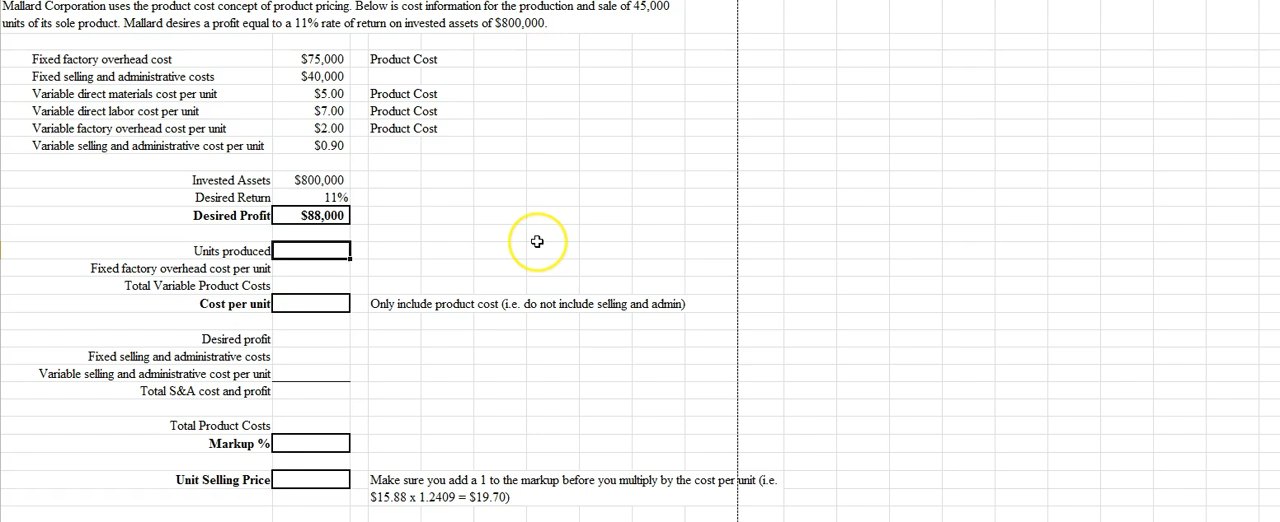 Mallard Corporation uses the product cost concept of product pricing. Below is cost information for the production and sale of 45,000
units of its sole product. Mallard desires a profit equal to a 11% rate of return on invested assets of $800,000.
Fixed factory overhead cost $75,000 Product Cost
Fixed selling and administrative costs $40,000
Variable direct materials cost per unit $5.00 Product Cost
Variable direct labor cost per unit $7.00 Product Cost
Variable factory overhead cost per unit $2.00 Product Cost
Variable selling and administrative cost per unit $0.90
Invested Assets $800,000
Desired Return 11%
Desired Profit $88,000
Units produced
Fixed factory overhead cost per unit
Total Variable Product Costs
Cost per unit Only include product cost (i.e. do not include selling and admin)
Desired profit
Fixed selling and administrative costs
Variable selling and administrative cost per unit
Total S&A cost and profit
Total Product Costs
Markup %
Unit Selling Price Make sure you add a 1 to the markup before you multiply by the cost per unit (i.e.
$15.88 x 1.2409 = $19.70)